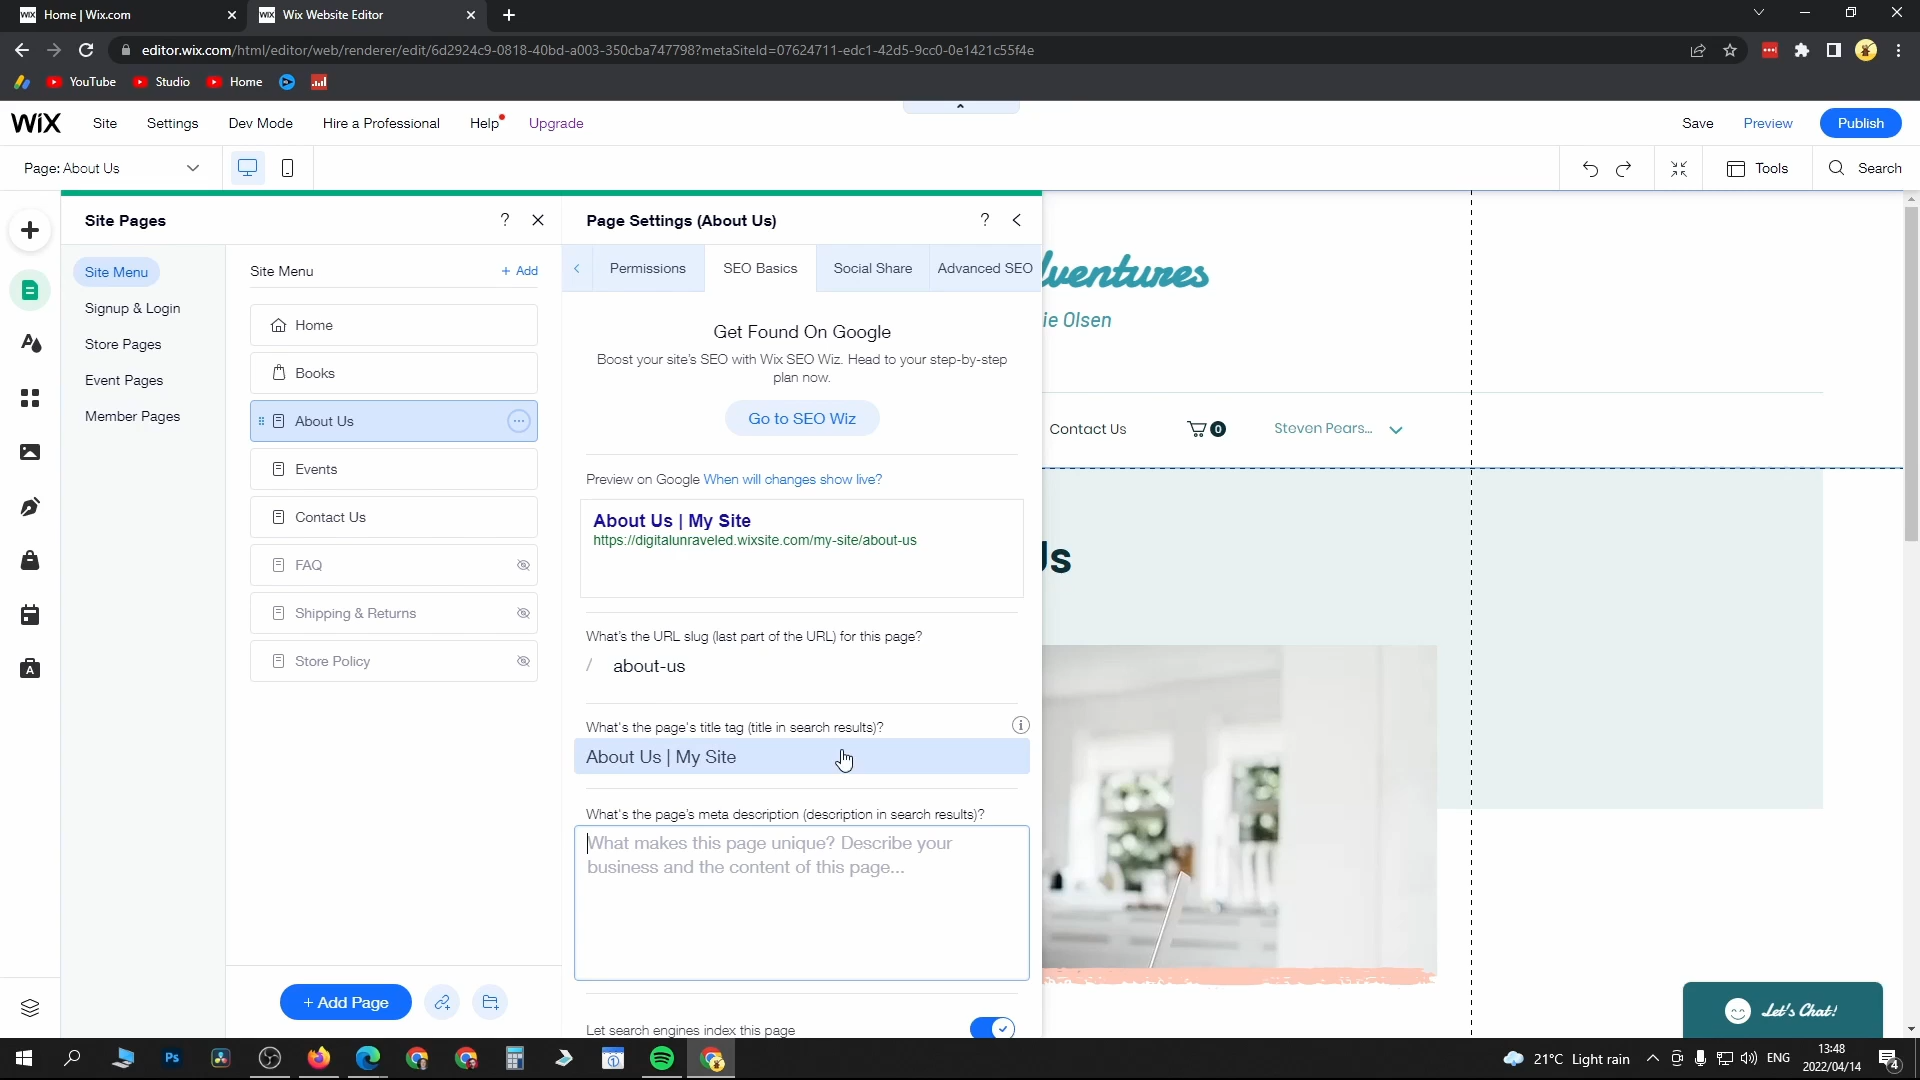 Home | Wix.com
Wix Website Editor
editor.wix.com/html/editor/web/renderer/edit/6d2924c9-0818-40bd-a003-350cba747798?metaSiteId=07624711-edc1-42d5-9cc0-0e1421c55f4e
YouTube
Studio
Home
WiX
Site
Settings
Dev Mode
Hire a Professional
Help
Upgrade
Save
Preview
Publish
Page: About Us
Tools
Search
Site Pages
?
Page Settings (About Us)
?
Site Menu
Signup & Login
Store Pages
Event Pages
Member Pages
Site Menu
+ Add
Home
Books
About Us
Events
Contact Us
FAQ
Shipping & Returns
Store Policy
+ Add Page
Permissions
SEO Basics
Social Share
Advanced SEO
Get Found On Google
Boost your site's SEO with Wix SEO Wiz. Head to your step-by-step
plan now.
Go to SEO Wiz
Preview on Google When will changes show live?
About Us | My Site
https://digitalunraveled.wixsite.com/my-site/about-us
What's the URL slug (last part of the URL) for this page?
/ about-us
What's the page's title tag (title in search results)?
About Us | My Site
What's the page's meta description (description in search results)?
What makes this page unique? Describe your
business and the content of this page...
Let search engines index this page
ventures
ie Olsen
Contact Us
0
Steven Pears...
Us
Let's Chat!
Ps
21°C Light rain
ENG
13:48
2022/04/14
4